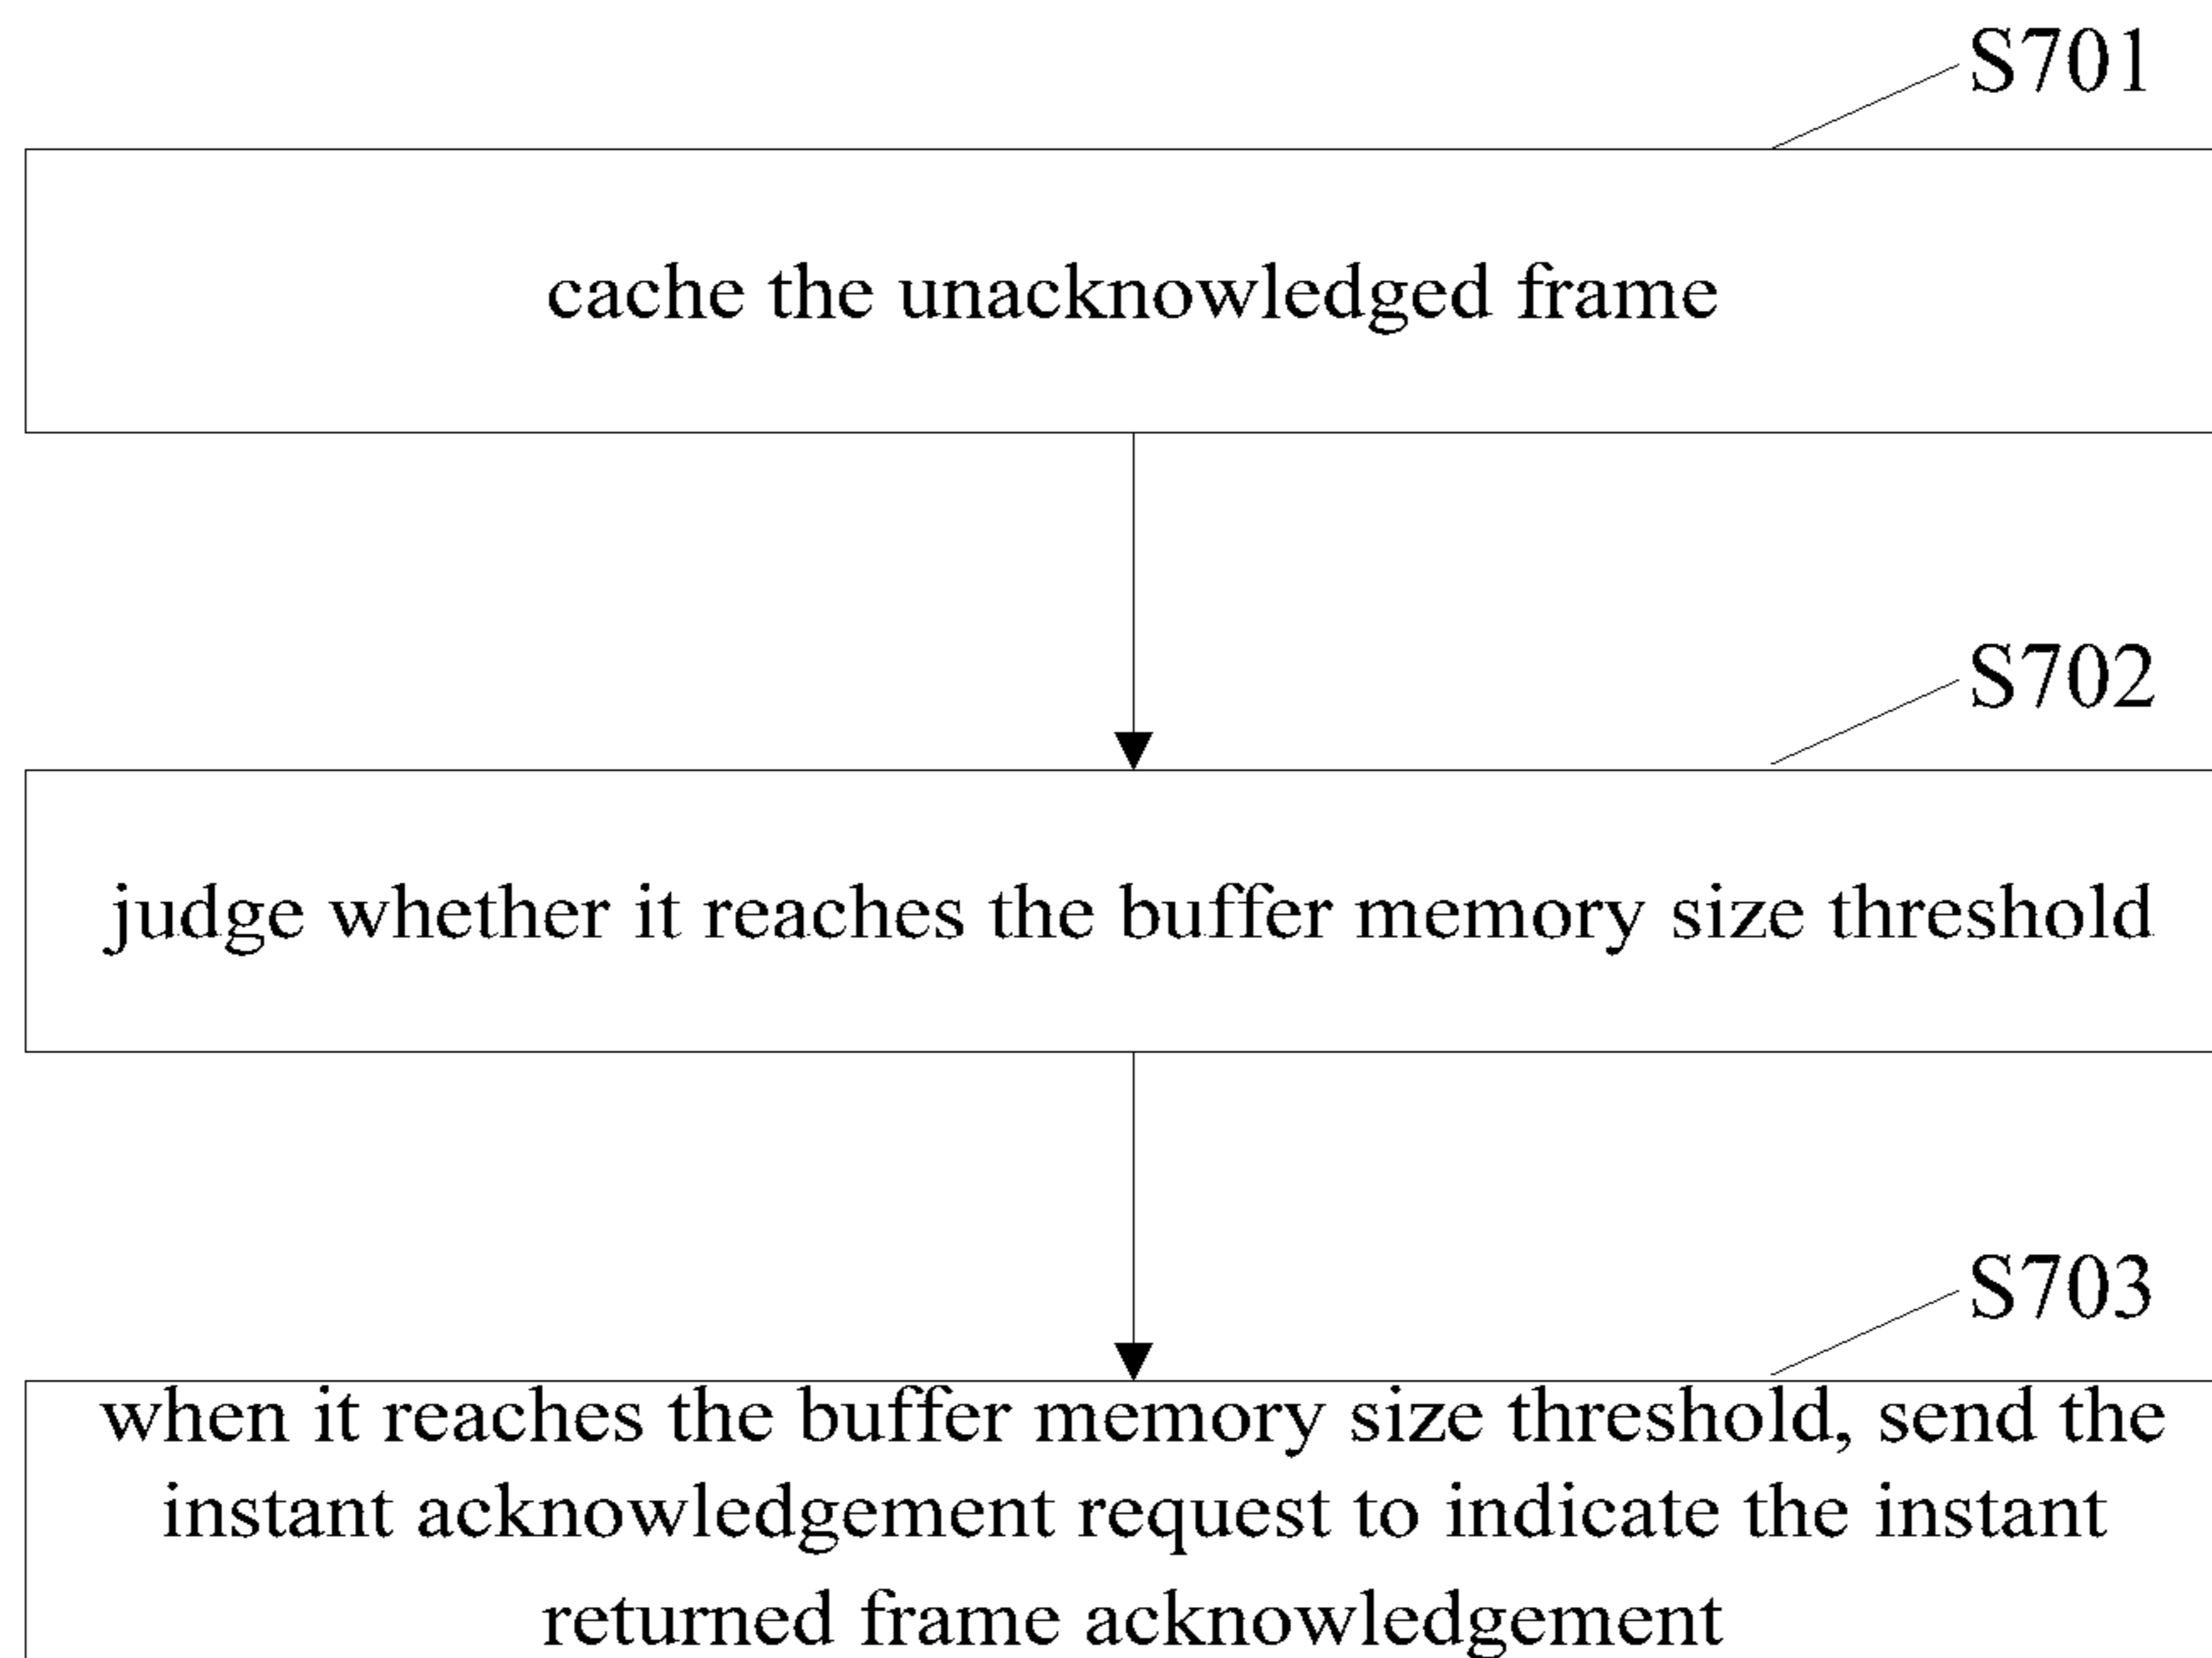 S701
cache the unacknowledged frame
S702
judge whether it reaches the buffer memory size threshold
S703
when it reaches the buffer memory size threshold, send the
instant acknowledgement request to indicate the instant
returned frame acknowledgement